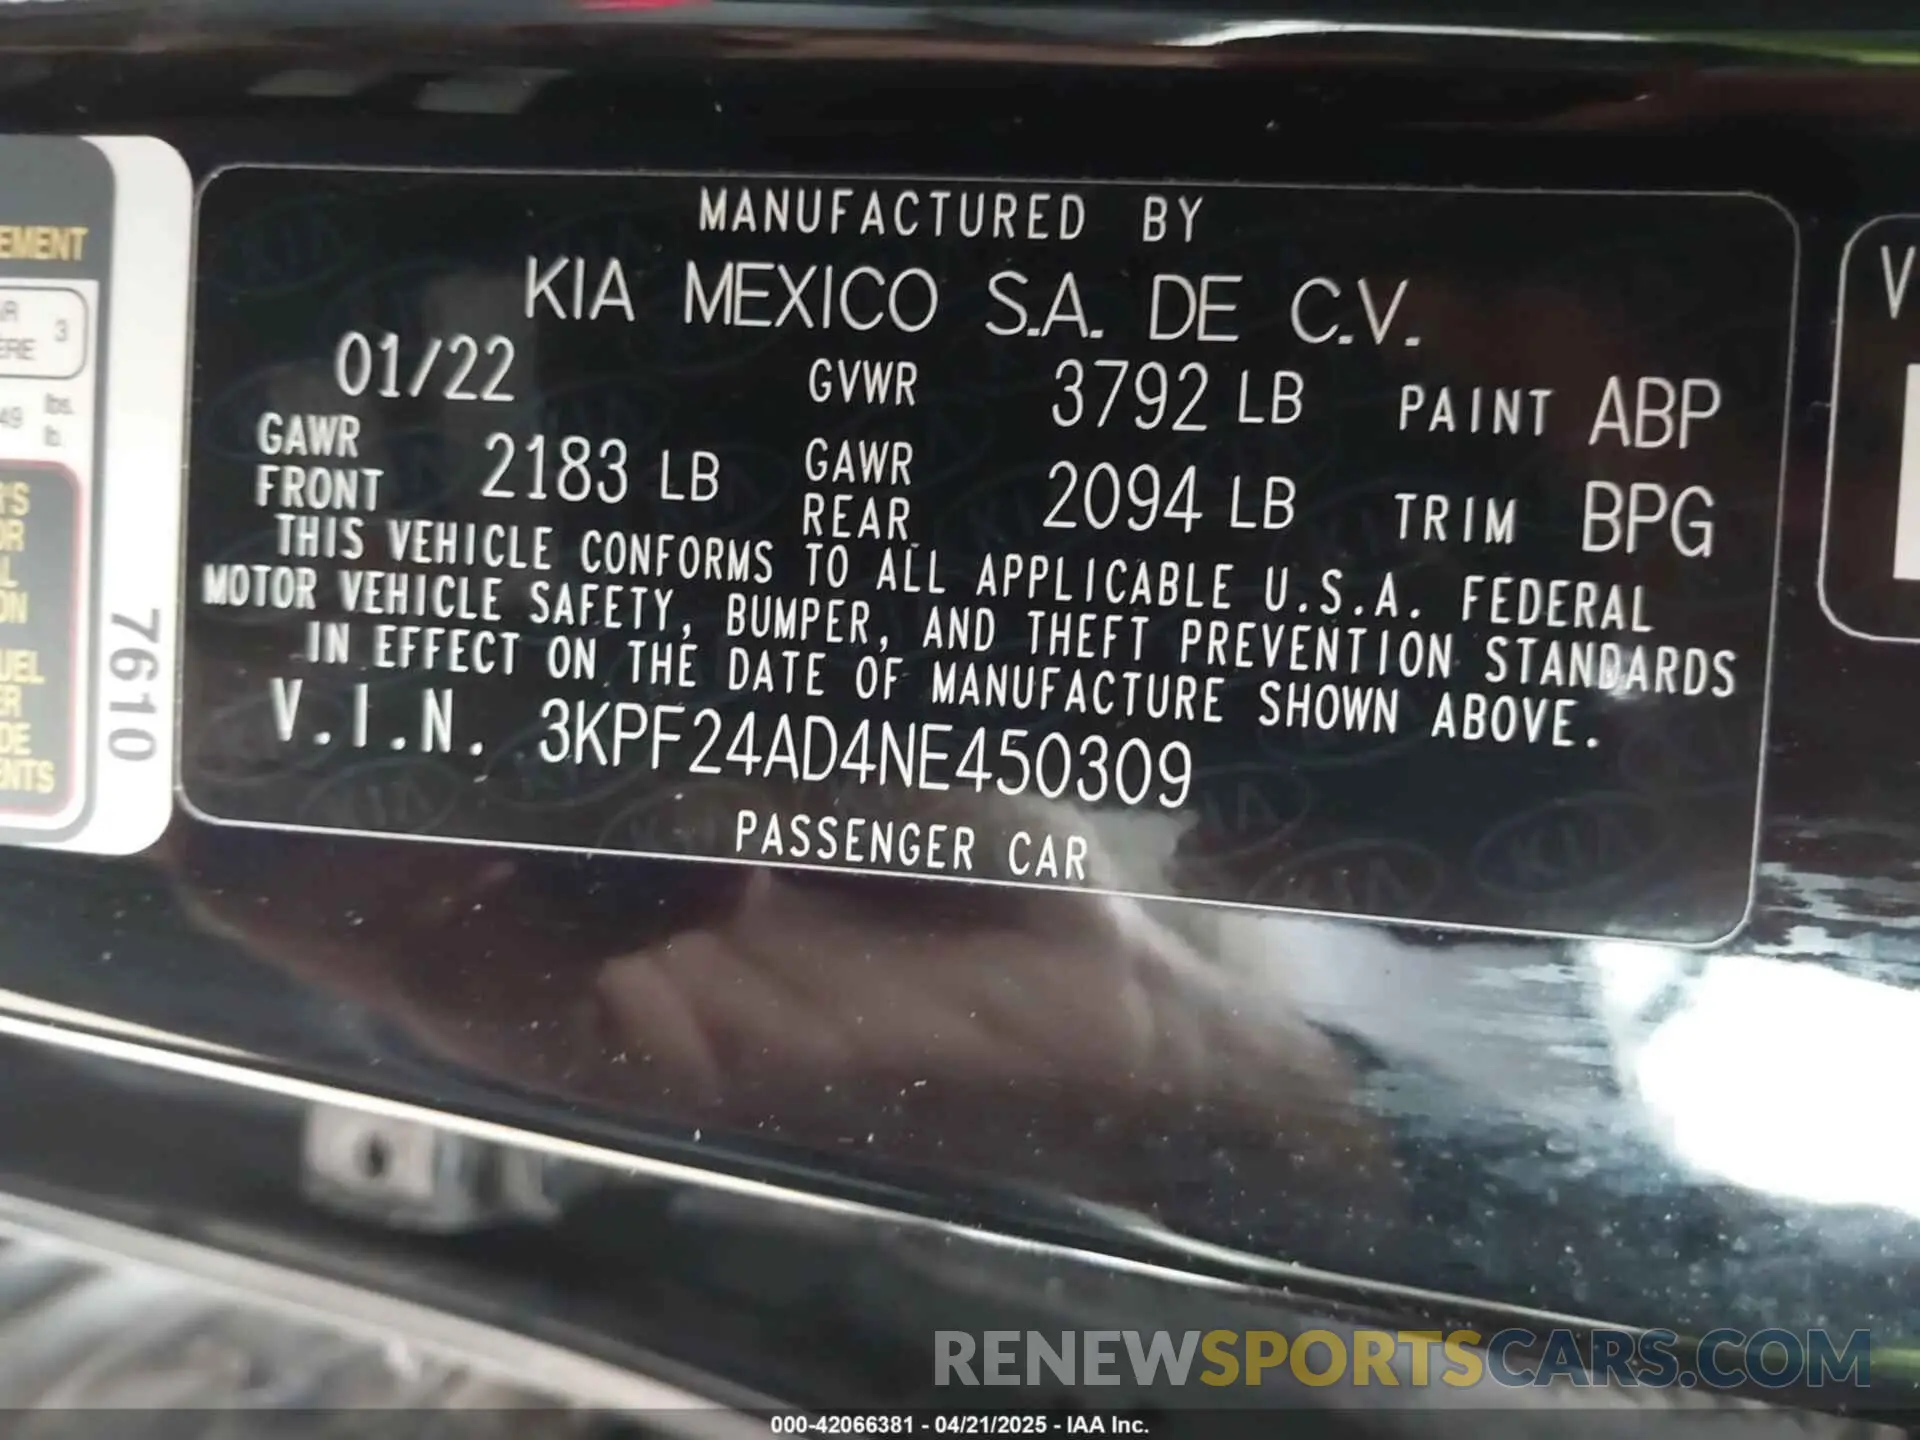 MANUFACTURED BY
KIA MEXICO S.A. DE C.V.
01/22 GVWR 3792 LB PAINT ABP
GAWR FRONT 2183 LB GAWR REAR 2094 LB TRIM BPG
THIS VEHICLE CONFORMS TO ALL APPLICABLE U.S.A. FEDERAL
MOTOR VEHICLE SAFETY, BUMPER, AND THEFT PREVENTION STANDARDS
IN EFFECT ON THE DATE OF MANUFACTURE SHOWN ABOVE.
V.I.N. 3KPF24AD4NE450309
PASSENGER CAR
7610
RENEWSPORTSCARS.COM
000-42066381 - 04/21/2025 - IAA Inc.